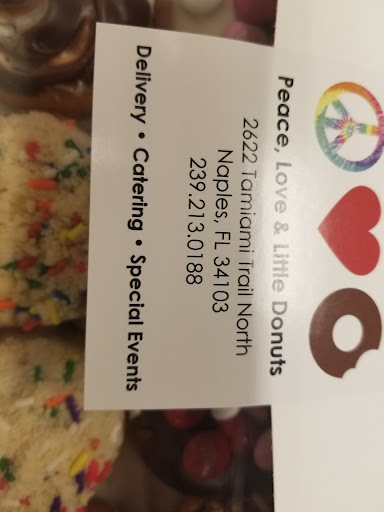 Peace, Love & Little Donuts
2622 Tamiami Trail North
Naples, FL 34103
239.213.0188
Delivery • Catering • Special Events